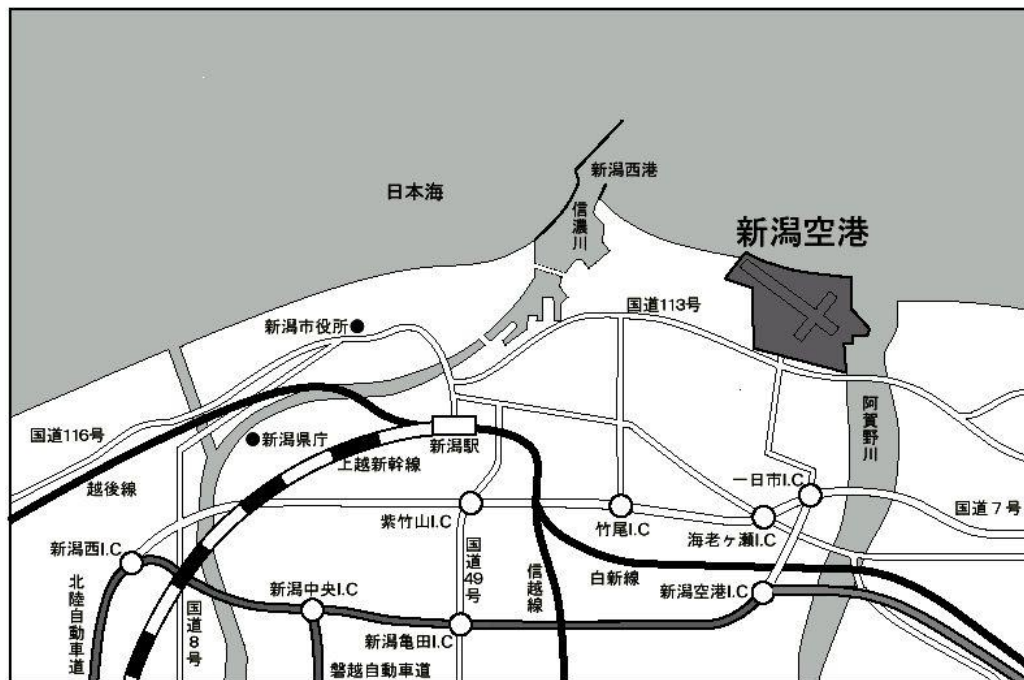 新潟西港
日本海
信濃川
新潟空港
国道113号
新潟市役所
国道116号
新潟県庁
新潟駅
阿賀野川
上越新幹線
越後線
一日市I.C
国道7号
紫竹山I.C
竹尾I.C
海老ヶ瀬I.C
新潟西I.C
国道49号
信越線
白新線
新潟空港I.C
北陸自動車道
国道8号
新潟中央I.C
新潟亀田I.C
磐越自動車道